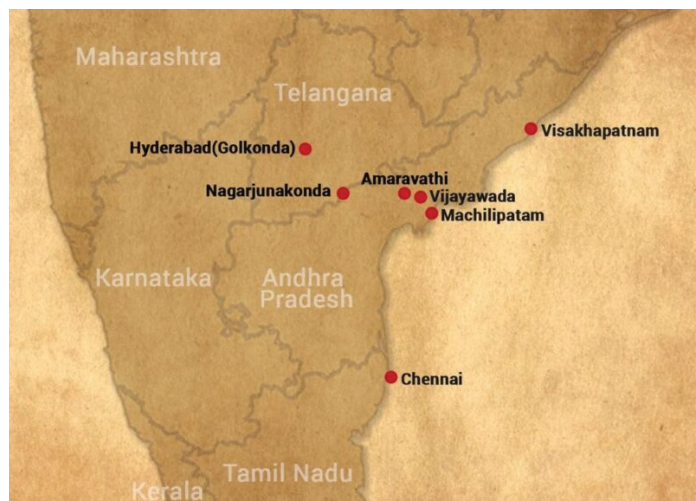 Maharashtra
Telangana
Visakhapatnam
Hyderabad(Golkonda)
Amaravathi
Nagarjunakonda
Vijayawada
Machilipatam
Karnataka
Andhra
Pradesh
Chennai
Tamil Nadu
Kerala